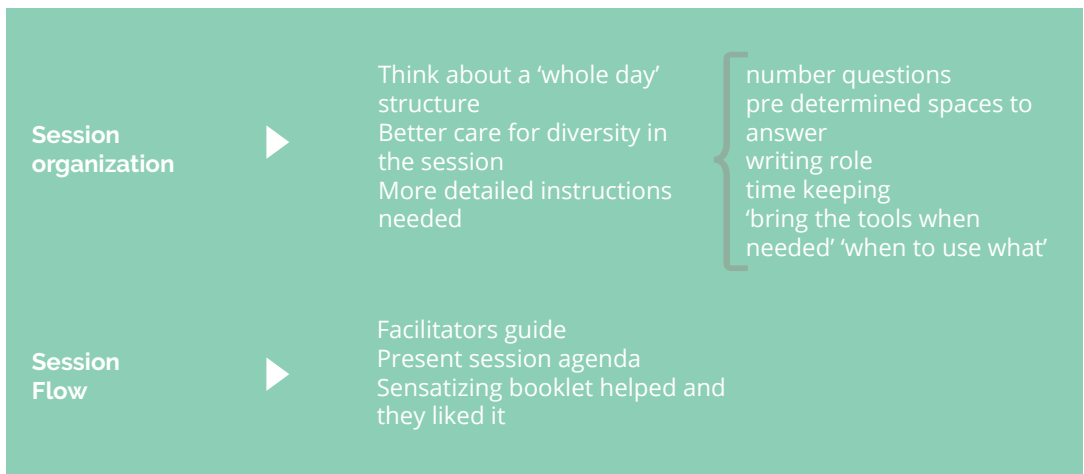 Session
organization
Think about a ‘whole day’
structure
Better care for diversity in
the session
More detailed instructions
needed
number questions
pre determined spaces to
answer
writing role
time keeping
‘bring the tools when
needed’ ‘when to use what’
Session
Flow
Facilitators guide
Present session agenda
Sensatizing booklet helped and
they liked it